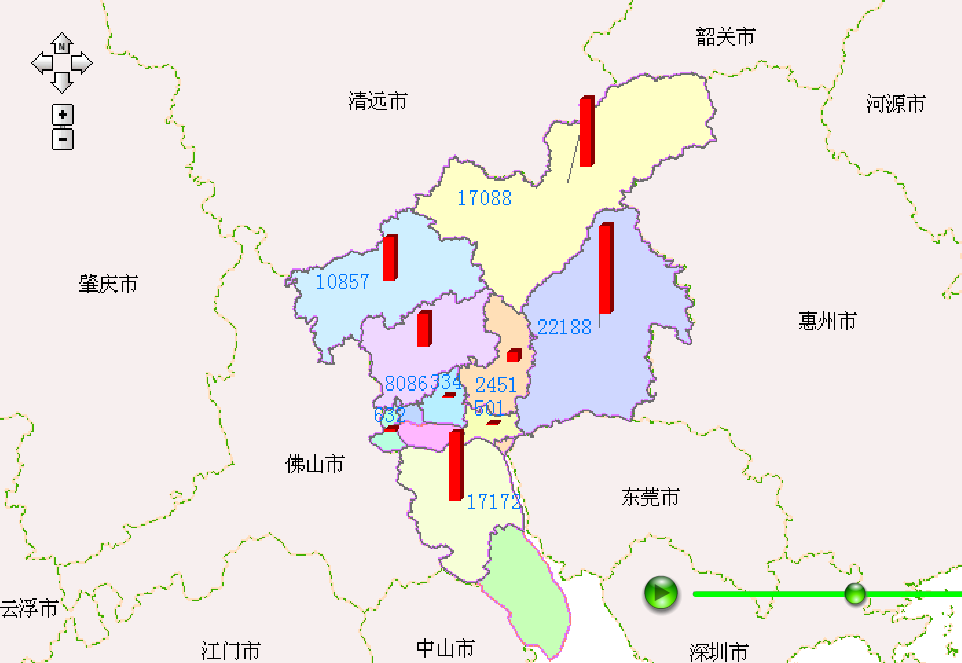 韶关市
N
清远市
河源市
17088
肇庆市
10857
惠州市
22188
8086
334
2451
501
632
佛山市
东莞市
17172
云浮市
江门市
中山市
深圳市